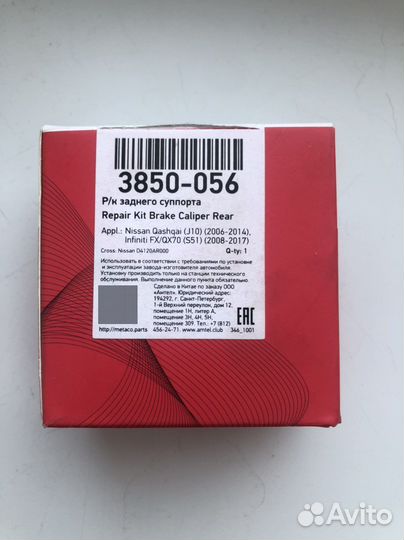 3850-056
Р/к заднего суппорта
Repair Kit Brake Caliper Rear
Appl.: Nissan Qashqai (J10) (2006-2014),
Infiniti FX/QX70 (S51) (2008-2017)
Cross: Nissan D4120AR000 Q-ty: 1
Использовать в соответствии с требованиями по установке
и эксплуатации завода-изготовителя автомобиля.
Установку производить только на станции технического
обслуживания. Выполнение данных пунктов обязательно.
Сделано в Китае по заказу ООО
«Амтел». Юридический адрес:
194292, г. Санкт-Петербург,
1-й Верхний переулок, дом 12,
помещение 1Н, литер А,
помещение 3Н, 4Н, 5Н,
помещение 309. Тел.: +7 (812)
http://metaco.parts 456-24-71. www.amtel.club 346_1001
EAC
Avito